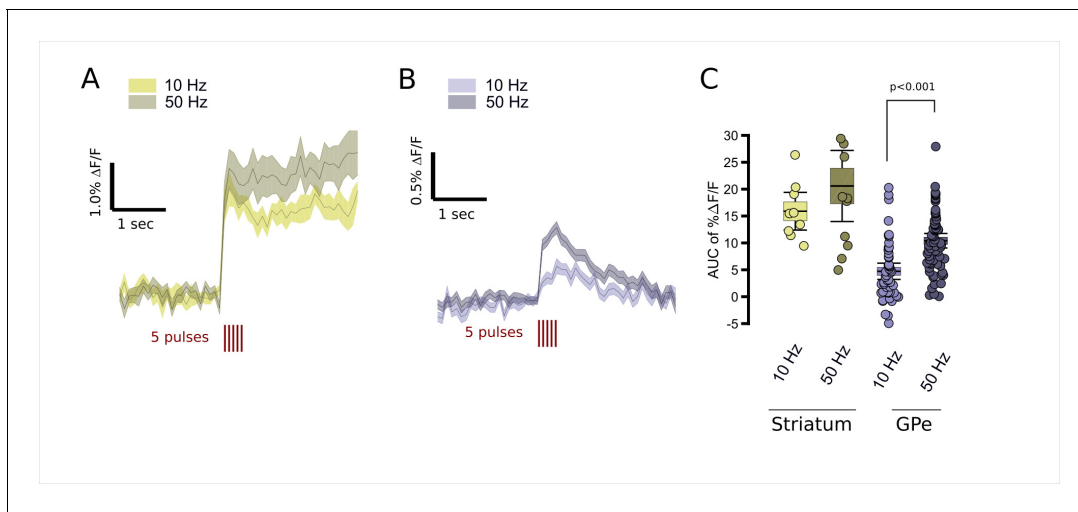 A
10 Hz
50 Hz
1.0% ΔF/F
1 sec
5 pulses
B
10 Hz
50 Hz
0.5% ΔF/F
1 sec
5 pulses
C
p<0.001
AUC of % ΔF/F
30
25
20
15
10
5
0
-5
10 Hz
50 Hz
10 Hz
50 Hz
Striatum
GPe